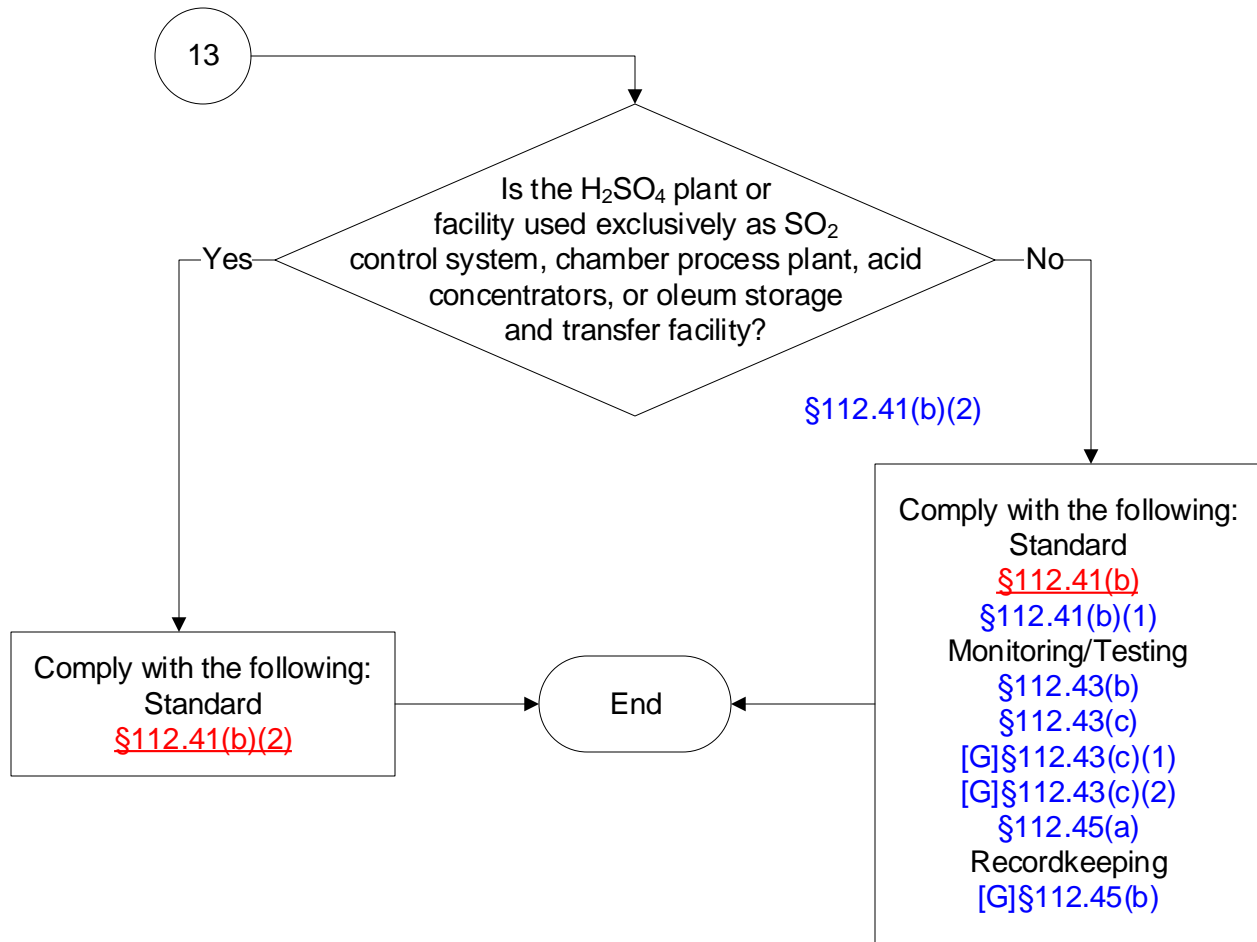 13
Is the H₂SO₄ plant or
facility used exclusively as SO₂
control system, chamber process plant, acid
concentrators, or oleum storage
and transfer facility?
Yes
No
§112.41(b)(2)
Comply with the following:
Standard
§112.41(b)(2)
End
Comply with the following:
Standard
§112.41(b)
§112.41(b)(1)
Monitoring/Testing
§112.43(b)
§112.43(c)
[G]§112.43(c)(1)
[G]§112.43(c)(2)
§112.45(a)
Recordkeeping
[G]§112.45(b)